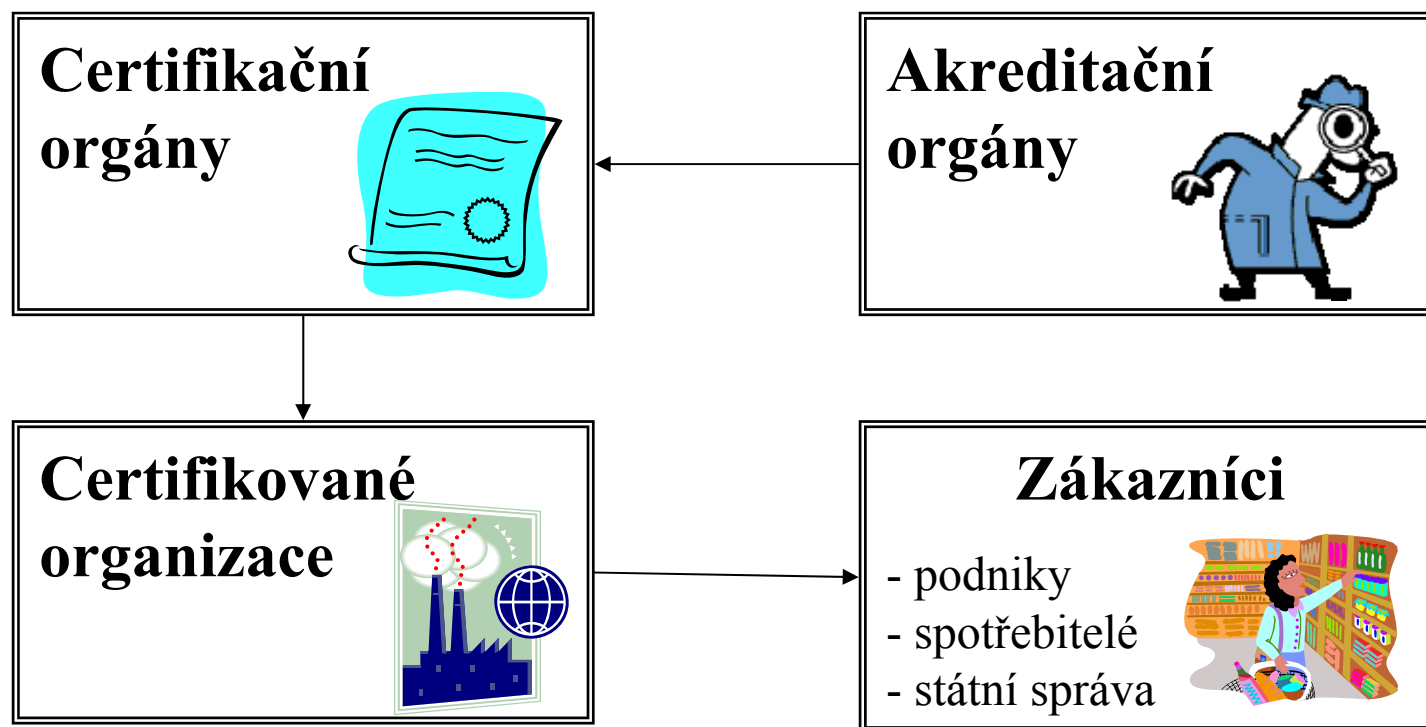 Certifikační
orgány
Akreditační
orgány
Certifikované
organizace
Zákazníci
- podniky
- spotřebitelé
- státní správa